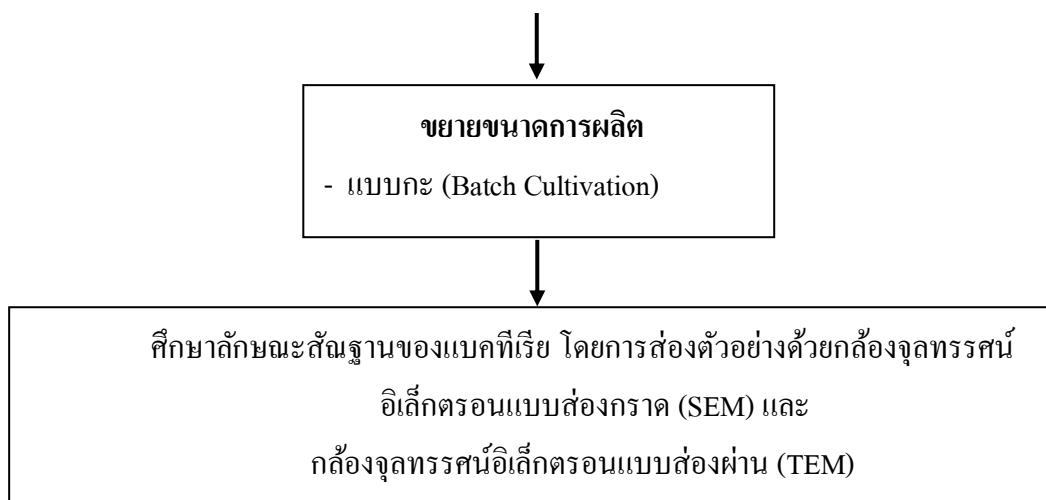 ขยายขนาดการผลิต
- แบบกะ (Batch Cultivation)
ศึกษาลักษณะสัณฐานของแบคทีเรีย โดยการส่องตัวอย่างด้วยกล้องจุลทรรศน์
อิเล็กตรอนแบบส่องกราด (SEM) และ
กล้องจุลทรรศน์อิเล็กตรอนแบบส่องผ่าน (TEM)